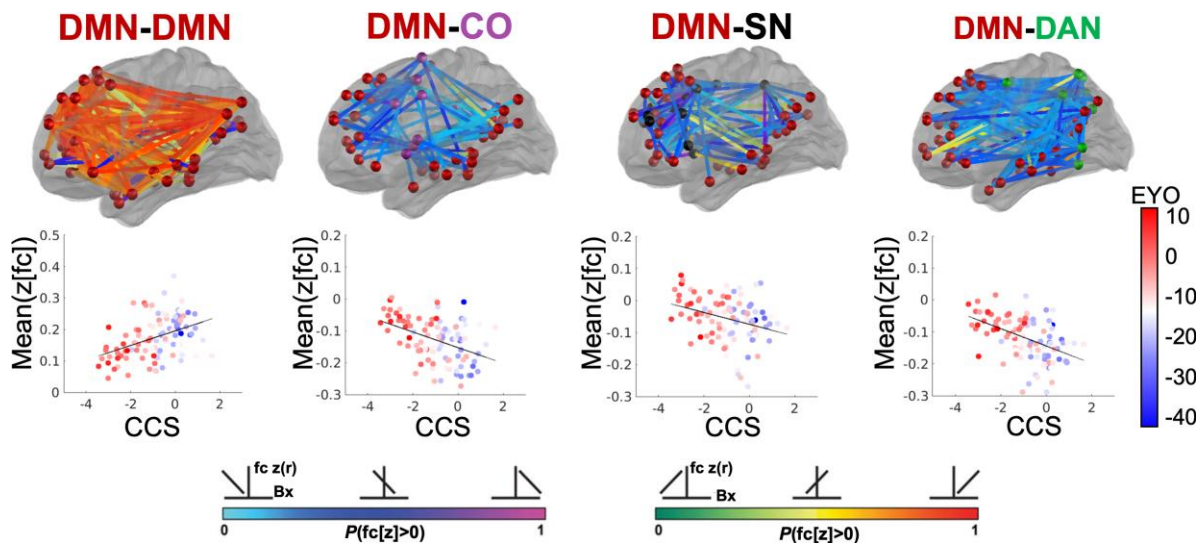 DMN-DMN
DMN-CO
DMN-SN
DMN-DAN
Mean(z[fc])
0.5
0.4
0.3
0.2
0.1
0
-4
-2
0
2
CCS
Mean(z[fc])
0.2
0.1
0
-0.1
-0.2
-0.3
-4
-2
0
2
CCS
Mean(z[fc])
0.2
0.1
0
-0.1
-0.2
-0.3
-4
-2
0
2
CCS
Mean(z[fc])
0.2
0.1
0
-0.1
-0.2
-0.3
-4
-2
0
2
CCS
EYO
10
0
-10
-20
-30
-40
fc z(r)
Bx
0
P(fc[z]>0)
1
fc z(r)
Bx
0
P(fc[z]>0)
1